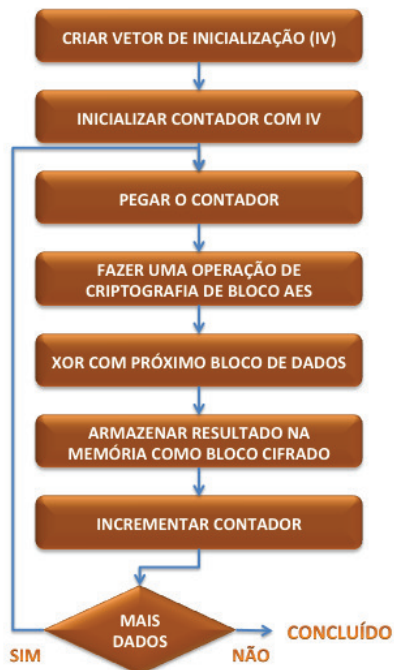 CRIAR VETOR DE INICIALIZAÇÃO (IV)
INICIALIZAR CONTADOR COM IV
PEGAR O CONTADOR
FAZER UMA OPERAÇÃO DE
CRIPTOGRAFIA DE BLOCO AES
XOR COM PRÓXIMO BLOCO DE DADOS
ARMAZENAR RESULTADO NA
MEMÓRIA COMO BLOCO CIFRADO
INCREMENTAR CONTADOR
MAIS
DADOS
SIM
NÃO
CONCLUÍDO